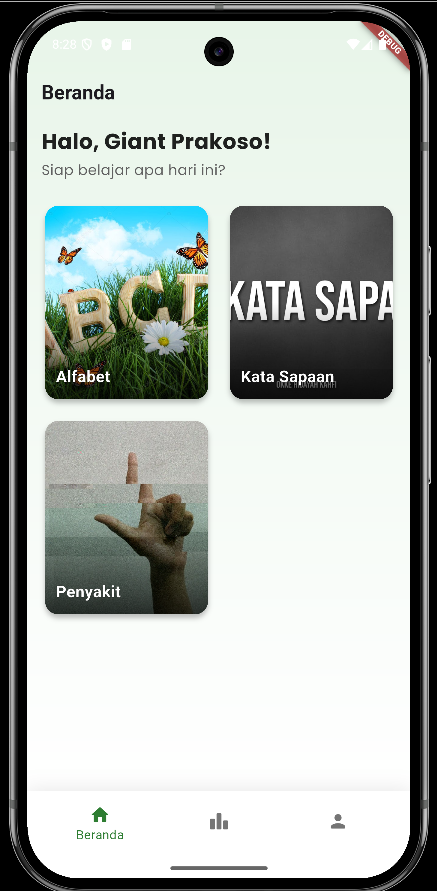 8:28
DEBUG
Beranda
Halo, Giant Prakoso!
Siap belajar apa hari ini?
ABCD
Alfabet
KATA SAPA
Kata Sapaan
Penyakit
Beranda